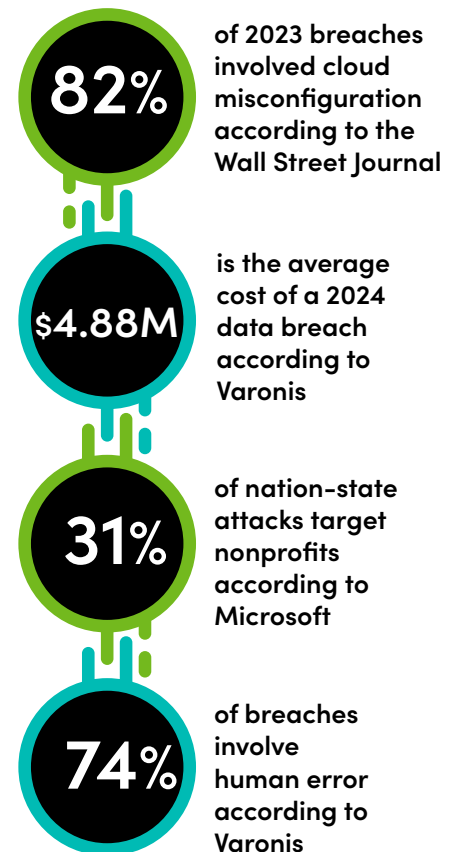 82%
of 2023 breaches
involved cloud
misconfiguration
according to the
Wall Street Journal
$4.88M
is the average
cost of a 2024
data breach
according to
Varonis
31%
of nation-state
attacks target
nonprofits
according to
Microsoft
74%
of breaches
involve
human error
according to
Varonis